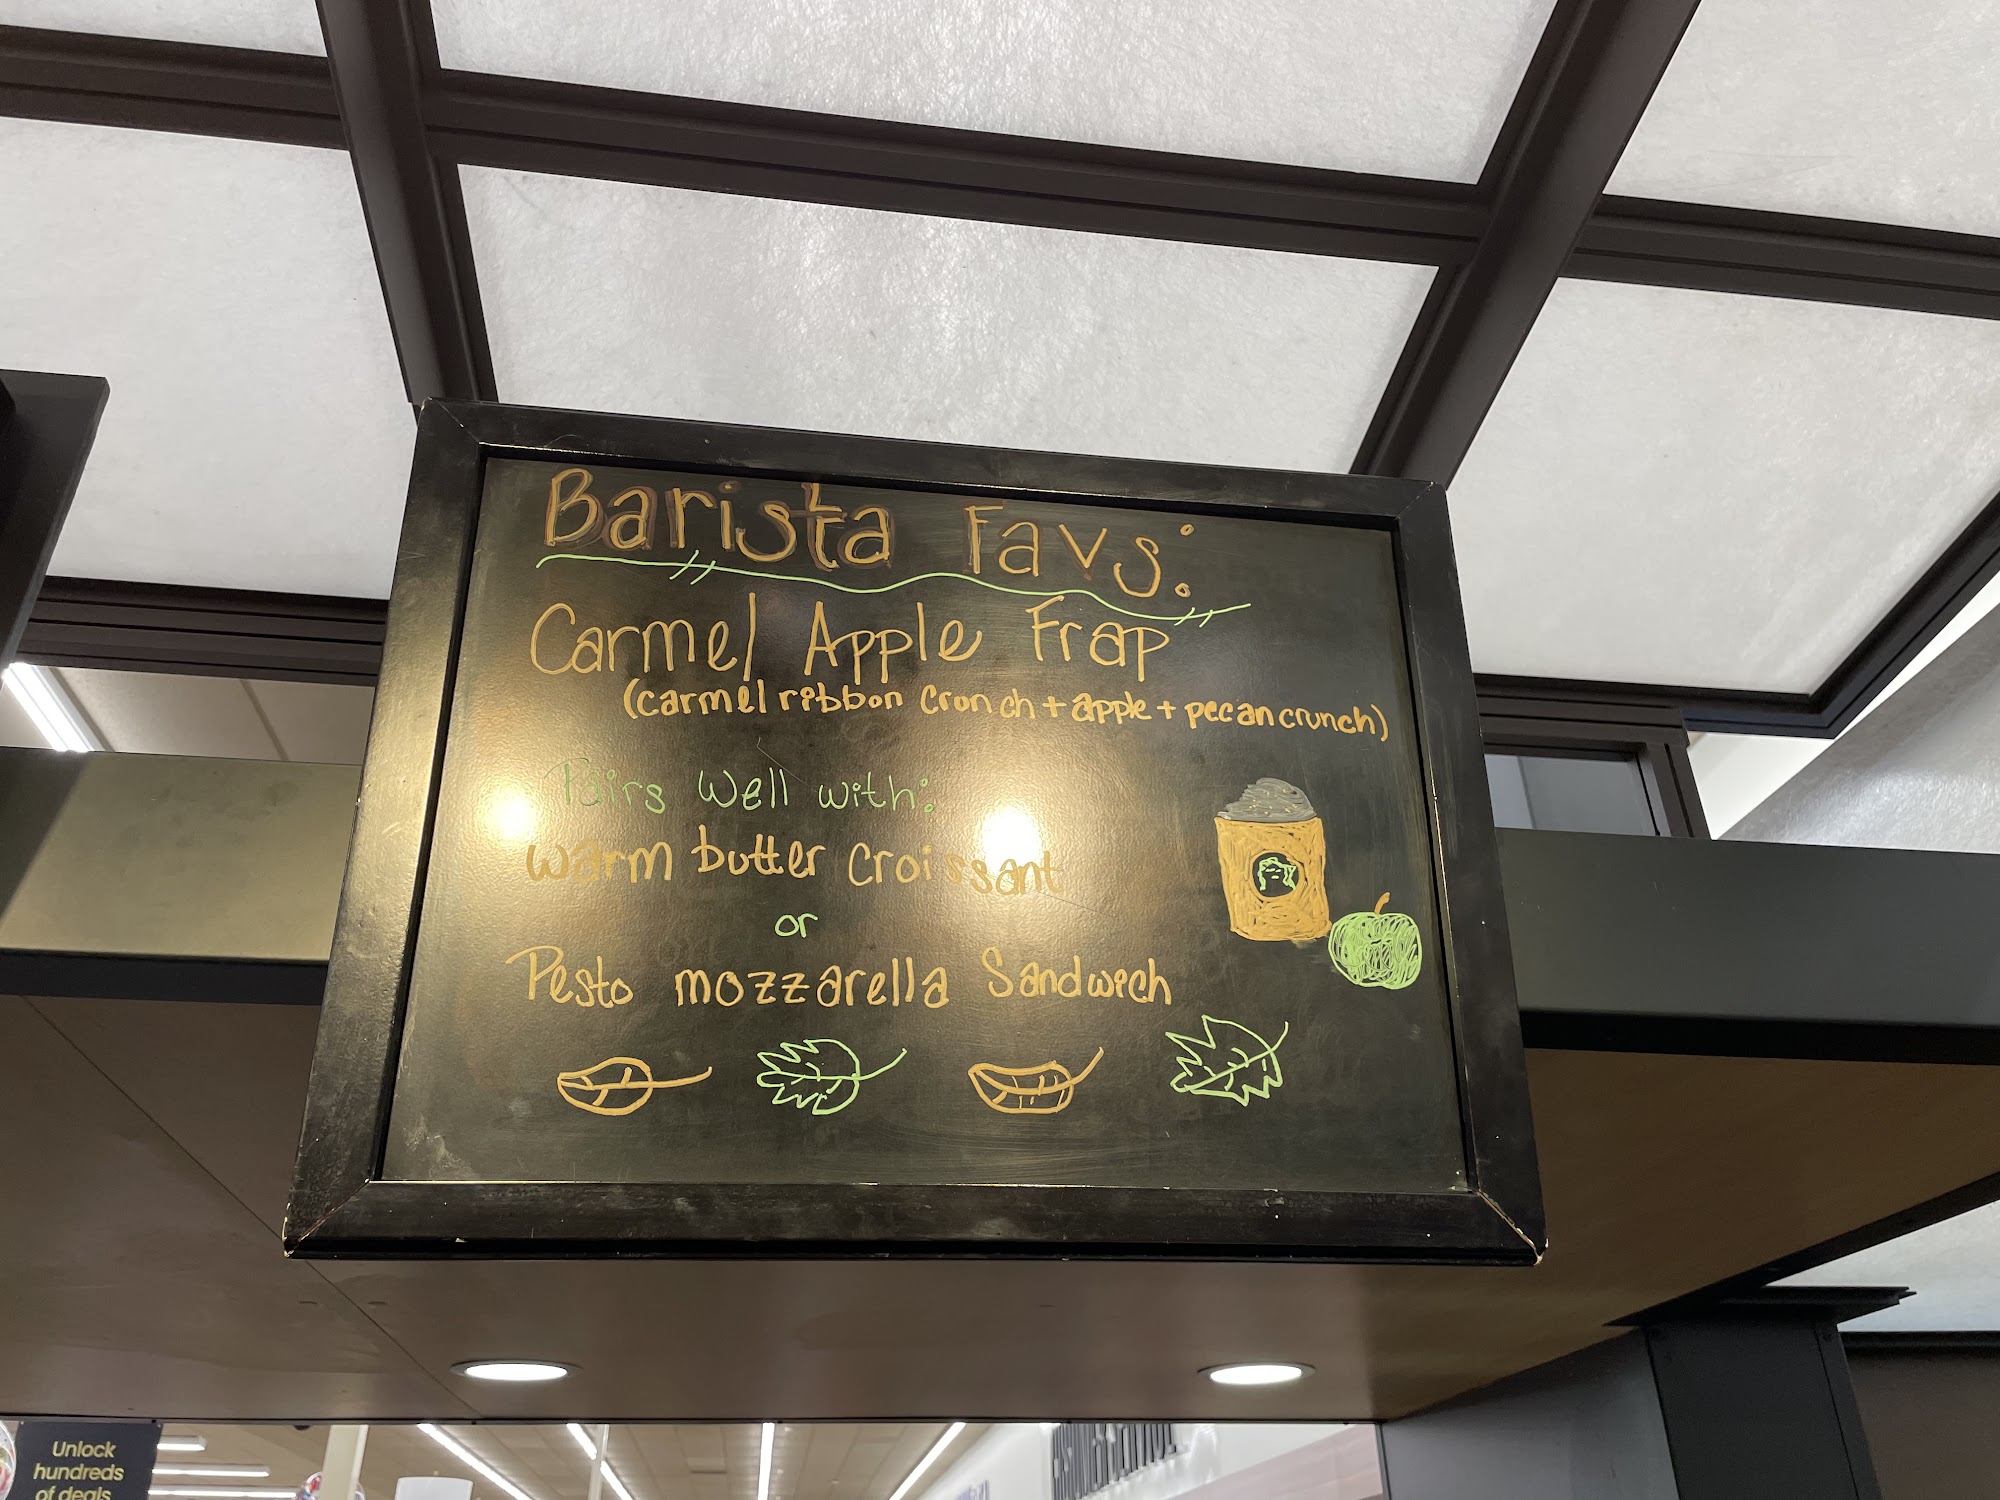 Barista Favs:
Carmel Apple Frap
(carmel ribbon cronch + apple + pecan crunch)
Pairs well with:
warm butter croissant
or
Pesto mozzarella Sandwich
Unlock
hundreds
of deals